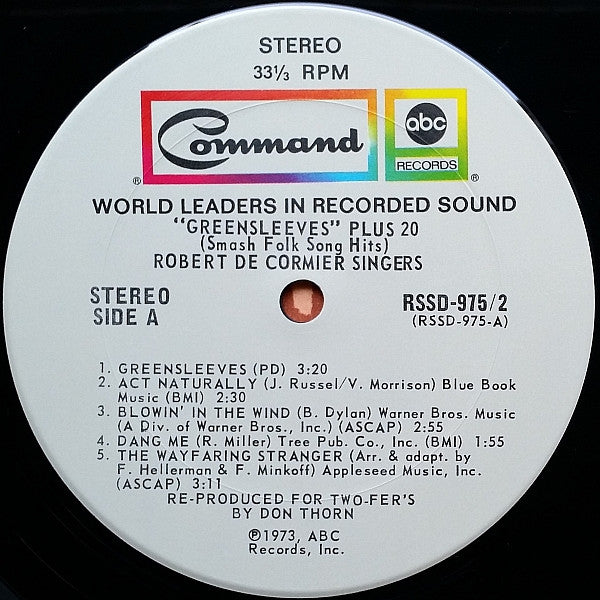 STEREO
33⅓ RPM
Command
abc
RECORDS
®
®
WORLD LEADERS IN RECORDED SOUND
"GREENSLEEVES" PLUS 20
(Smash Folk Song Hits)
ROBERT DE CORMIER SINGERS
STEREO
SIDE A
RSSD-975/2
(RSSD-975-A)
1. GREENSLEEVES (PD) 3:20
2. ACT NATURALLY (J. Russel/V. Morrison) Blue Book
Music (BMI) 2:30
3. BLOWIN' IN THE WIND (B. Dylan) Warner Bros. Music
(A Div. of Warner Bros., Inc.) (ASCAP) 2:55
4. DANG ME (R. Miller) Tree Pub. Co., Inc. (BMI) 1:55
5. THE WAYFARING STRANGER (Arr. & adapt. by
F. Hellerman & F. Minkoff) Appleseed Music, Inc.
(ASCAP) 3:11
RE-PRODUCED FOR TWO-FER'S
BY DON THORN
℗1973, ABC
Records, Inc.